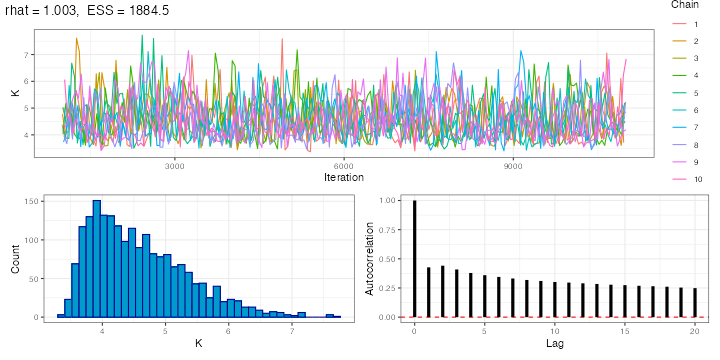 rhat = 1.003,  ESS = 1884.5
Chain
1
2
3
4
5
6
7
8
9
10
7
6
5
4
K
3000 6000 9000
Iteration
150
100
50
0
Count
4 5 6 7
K
1.00
0.75
0.50
0.25
0.00
Autocorrelation
0 5 10 15 20
Lag